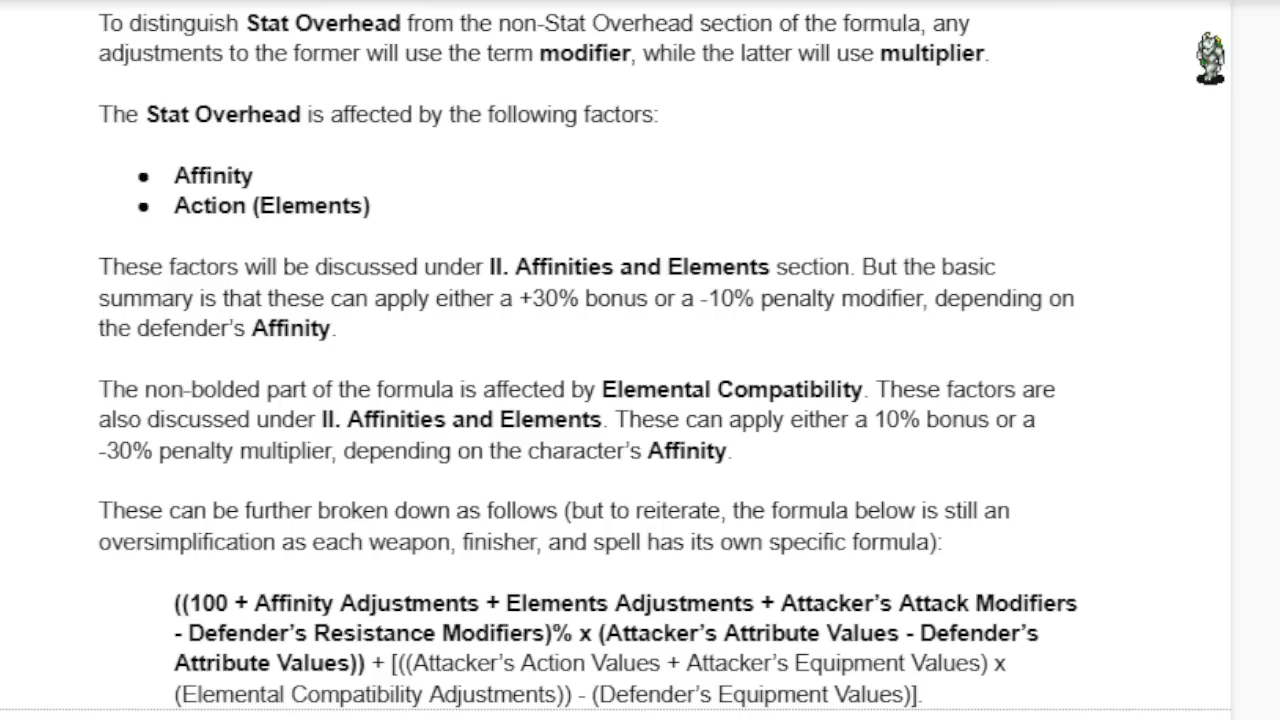 To distinguish Stat Overhead from the non-Stat Overhead section of the formula, any
adjustments to the former will use the term modifier, while the latter will use multiplier.
The Stat Overhead is affected by the following factors:
● Affinity
● Action (Elements)
These factors will be discussed under II. Affinities and Elements section. But the basic
summary is that these can apply either a +30% bonus or a -10% penalty modifier, depending on
the defender's Affinity.
The non-bolded part of the formula is affected by Elemental Compatibility. These factors are
also discussed under II. Affinities and Elements. These can apply either a 10% bonus or a
-30% penalty multiplier, depending on the character's Affinity.
These can be further broken down as follows (but to reiterate, the formula below is still an
oversimplification as each weapon, finisher, and spell has its own specific formula):
((100 + Affinity Adjustments + Elements Adjustments + Attacker's Attack Modifiers
- Defender's Resistance Modifiers)% x (Attacker's Attribute Values - Defender's
Attribute Values)) + [((Attacker's Action Values + Attacker's Equipment Values) x
(Elemental Compatibility Adjustments)) - (Defender's Equipment Values)].